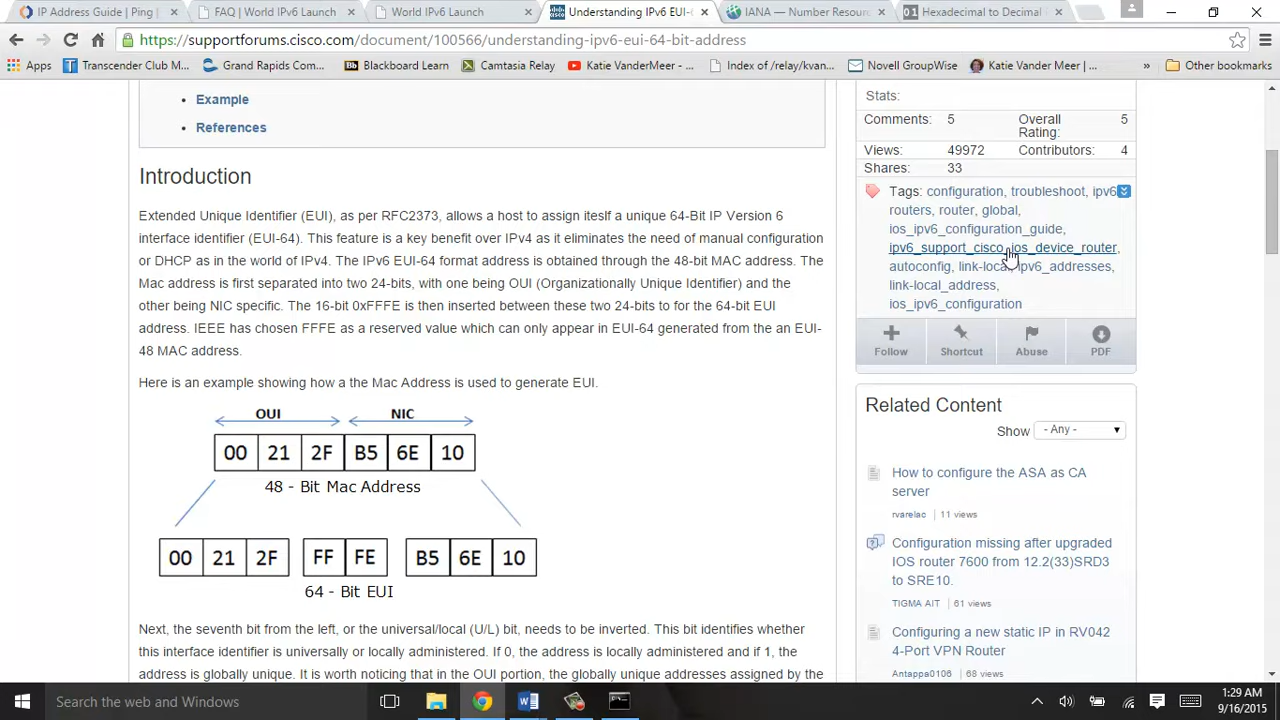 IP Address Guide | Ping |
FAQ | World IPv6 Launch
World IPv6 Launch
Understanding IPv6 EUI-
IANA — Number Resour
Hexadecimal to Decimal
https://supportforums.cisco.com/document/100566/understanding-ipv6-eui-64-bit-address
Apps
Transcender Club M...
Grand Rapids Com...
Blackboard Learn
Camtasia Relay
Katie VanderMeer - ...
Index of /relay/kvan...
Novell GroupWise
Katie Vander Meer | ...
»
Other bookmarks
• Example
• References
Introduction
Extended Unique Identifier (EUI), as per RFC2373, allows a host to assign iteslf a unique 64-Bit IP Version 6
interface identifier (EUI-64). This feature is a key benefit over IPv4 as it eliminates the need of manual configuration
or DHCP as in the world of IPv4. The IPv6 EUI-64 format address is obtained through the 48-bit MAC address. The
Mac address is first separated into two 24-bits, with one being OUI (Organizationally Unique Identifier) and the
other being NIC specific. The 16-bit 0xFFFE is then inserted between these two 24-bits to for the 64-bit EUI
address. IEEE has chosen FFFE as a reserved value which can only appear in EUI-64 generated from the an EUI-
48 MAC address.
Here is an example showing how a the Mac Address is used to generate EUI.
OUI NIC
00 21 2F B5 6E 10
48 - Bit Mac Address
00 21 2F FF FE B5 6E 10
64 - Bit EUI
Next, the seventh bit from the left, or the universal/local (U/L) bit, needs to be inverted. This bit identifies whether
this interface identifier is universally or locally administered. If 0, the address is locally administered and if 1, the
address is globally unique. It is worth noticing that in the OUI portion, the globally unique addresses assigned by the
Stats:
Comments: 5 Overall Rating: 5
Views: 49972 Contributors: 4
Shares: 33
Tags: configuration, troubleshoot, ipv6
routers, router, global,
ios_ipv6_configuration_guide,
ipv6_support_cisco_ios_device_router,
autoconfig, link-local ipv6_addresses,
link-local_address,
ios_ipv6_configuration
Follow Shortcut Abuse PDF
Related Content
Show - Any -
How to configure the ASA as CA
server
rvarelac | 11 views
Configuration missing after upgraded
IOS router 7600 from 12.2(33)SRD3
to SRE10.
TIGMA AIT | 61 views
Configuring a new static IP in RV042
4-Port VPN Router
Antappa0106 | 68 views
Search the web and Windows
1:29 AM
9/16/2015